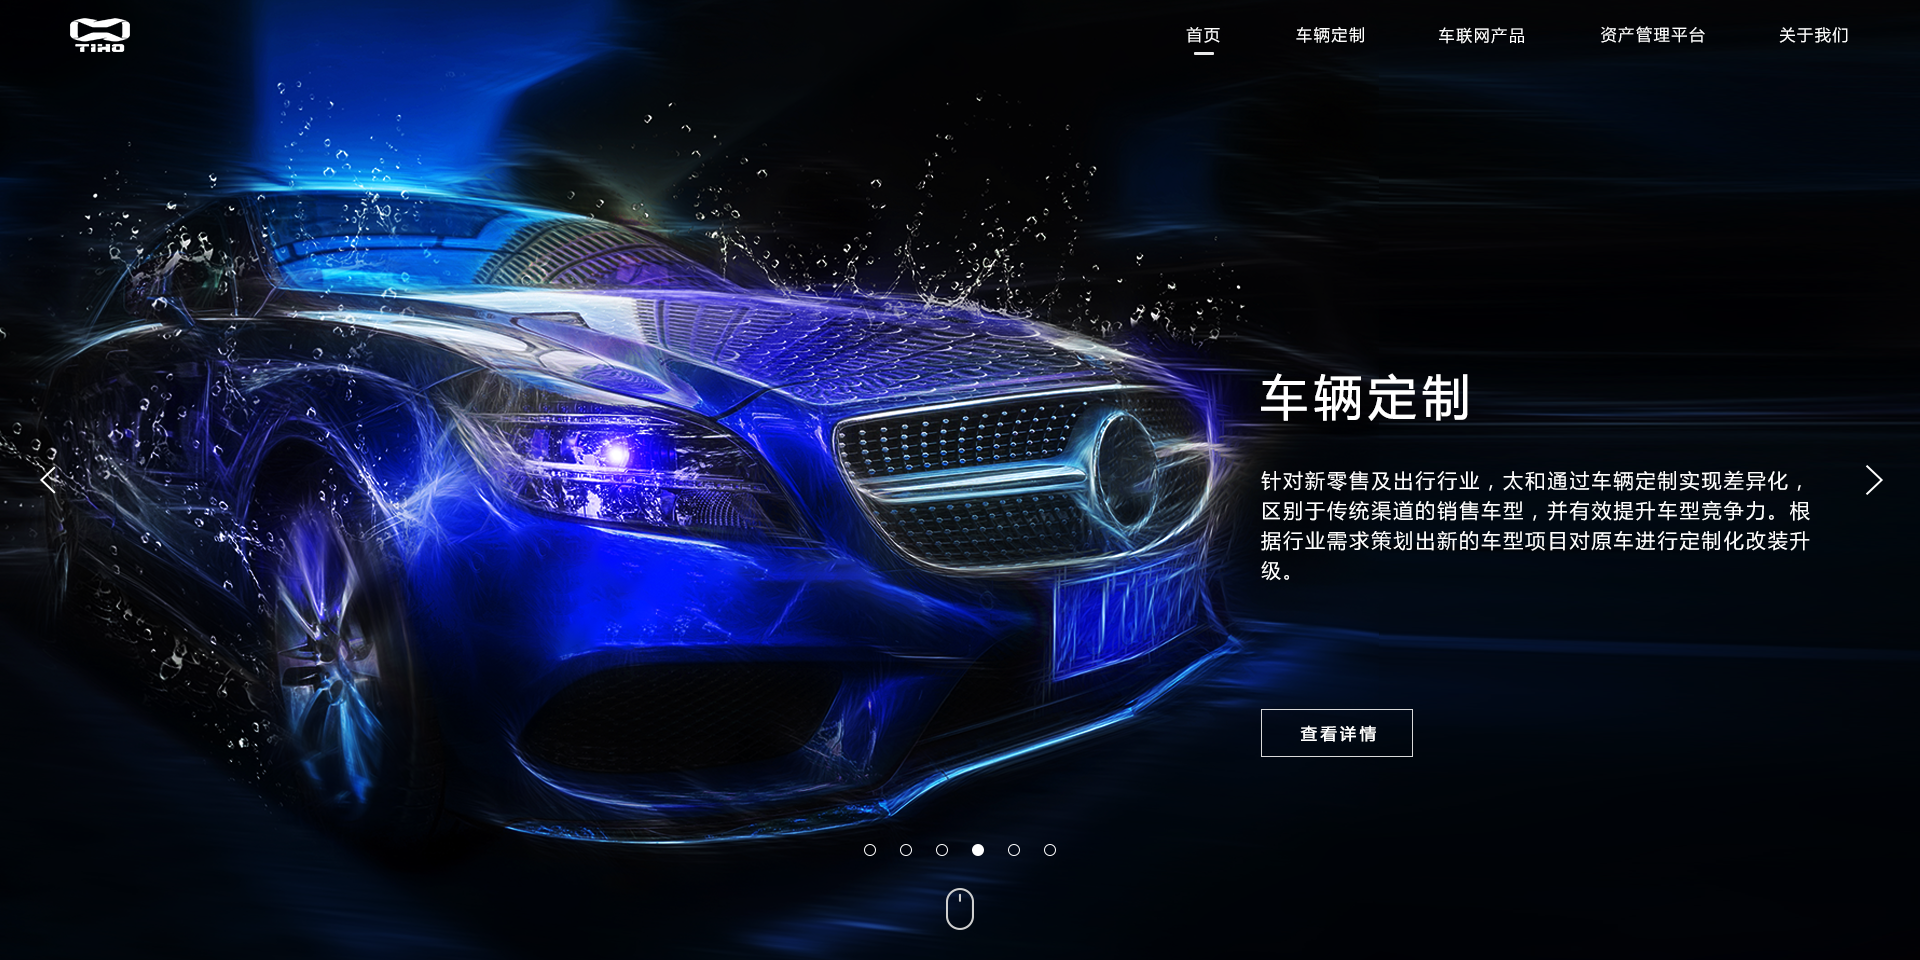 TiHO
首页 车辆定制 车联网产品 资产管理平台 关于我们
车辆定制
针对新零售及出行行业，太和通过车辆定制实现差异化，
区别于传统渠道的销售车型，并有效提升车型竞争力。根
据行业需求策划出新的车型项目对原车进行定制化改装升
级。
查看详情